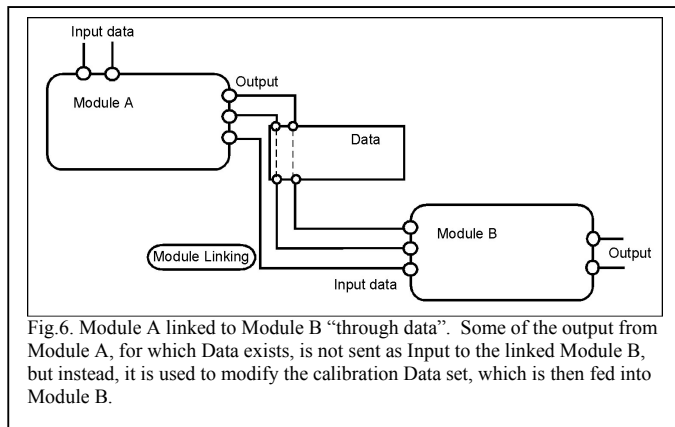 Input data
Output
Module A
Data
Module B
Module Linking
Output
Input data
Fig.6. Module A linked to Module B “through data”.  Some of the output from
Module A, for which Data exists, is not sent as Input to the linked Module B,
but instead, it is used to modify the calibration Data set, which is then fed into
Module B.